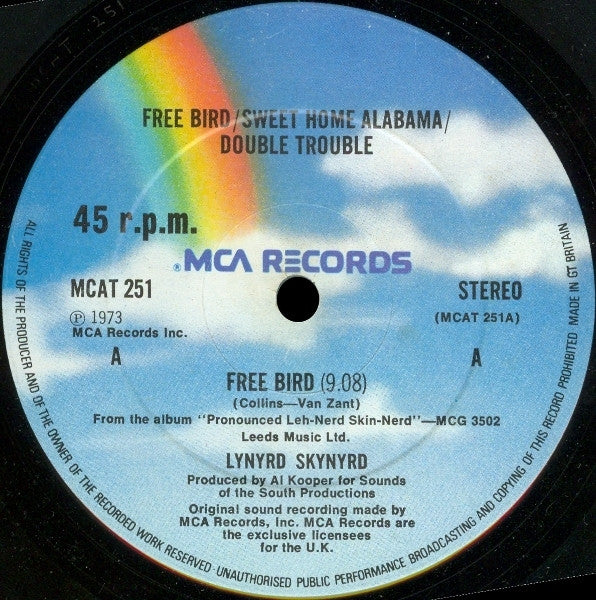 FREE BIRD/SWEET HOME ALABAMA/
DOUBLE TROUBLE
45 r.p.m.
®MCA RECORDS
MCAT 251
STEREO
℗ 1973
(MCAT 251A)
MCA Records Inc.
A
A
FREE BIRD (9.08)
(Collins—Van Zant)
From the album "Pronounced Leh-Nerd Skin-Nerd"—MCG 3502
Leeds Music Ltd.
LYNYRD SKYNYRD
Produced by Al Kooper for Sounds
of the South Productions
Original sound recording made by
MCA Records, Inc. MCA Records are
the exclusive licensees
for the U.K.
ALL RIGHTS OF THE PRODUCER AND OF THE OWNER OF THE RECORDED WORK RESERVED · UNAUTHORISED PUBLIC PERFORMANCE BROADCASTING AND COPYING OF THIS RECORD PROHIBITED MADE IN GT BRITAIN